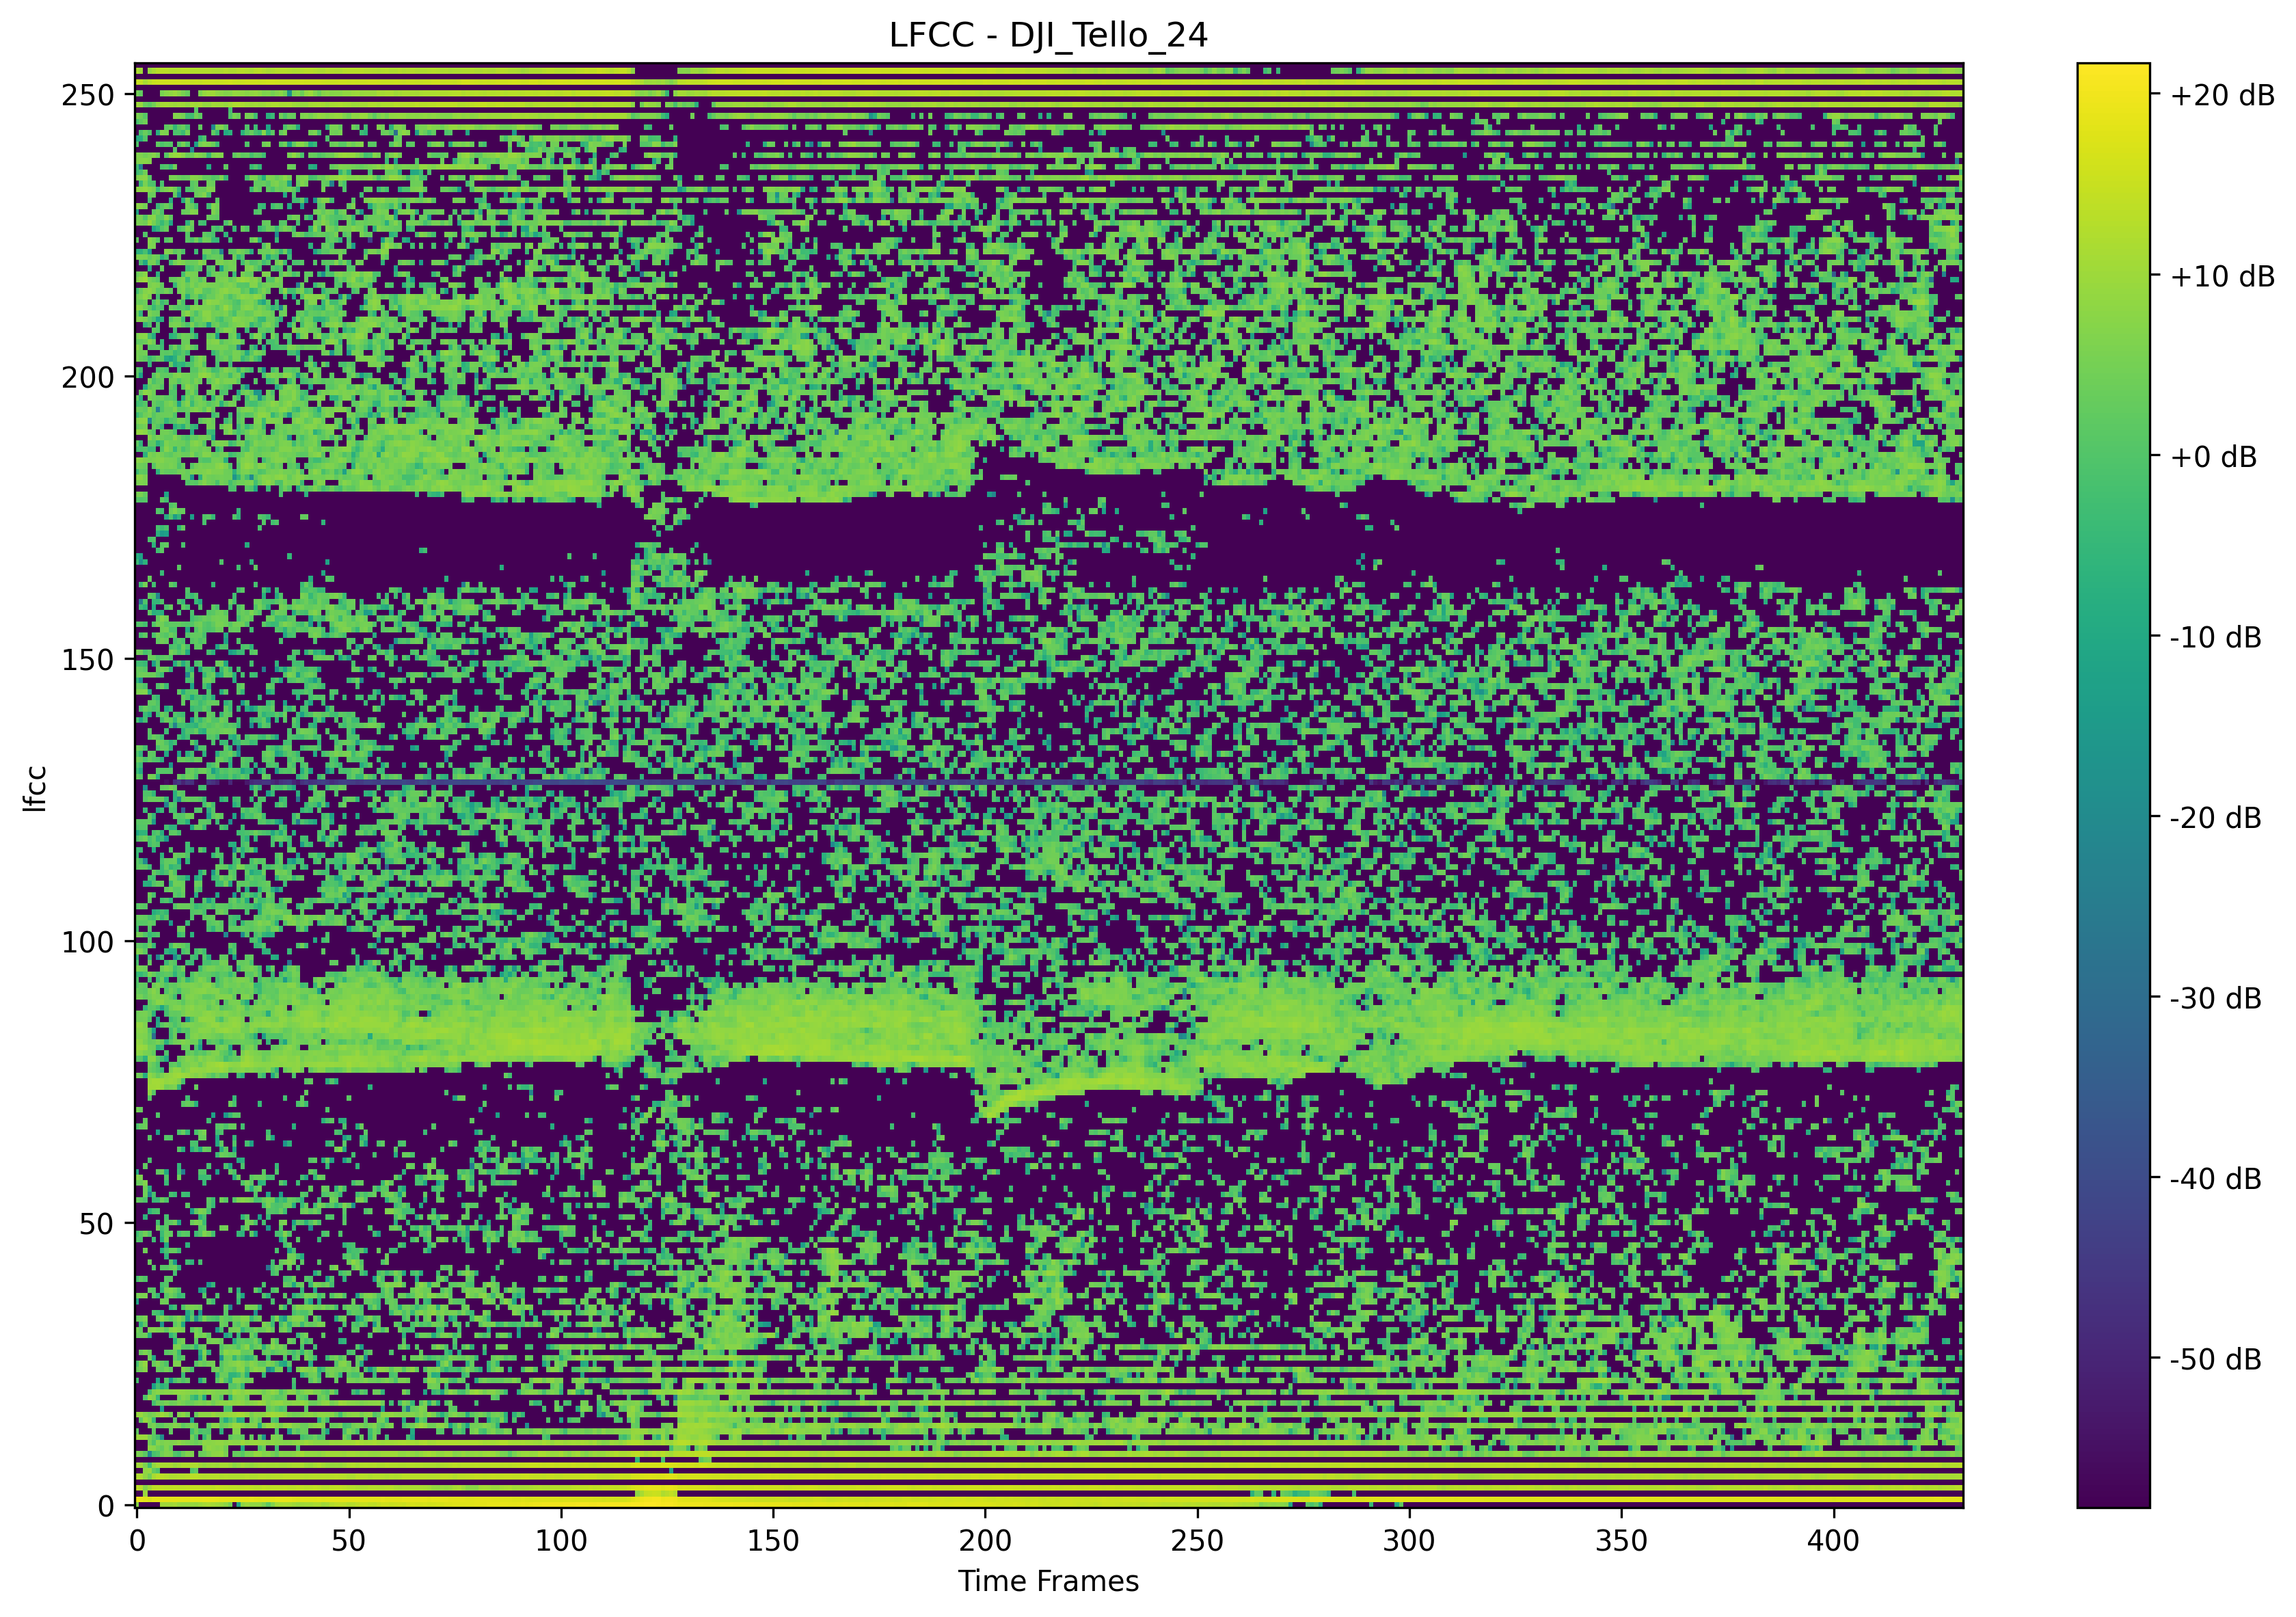 LFCC - DJI_Tello_24
250
200
150
100
50
0
lfcc
0 50 100 150 200 250 300 350 400
Time Frames
+20 dB
+10 dB
+0 dB
-10 dB
-20 dB
-30 dB
-40 dB
-50 dB